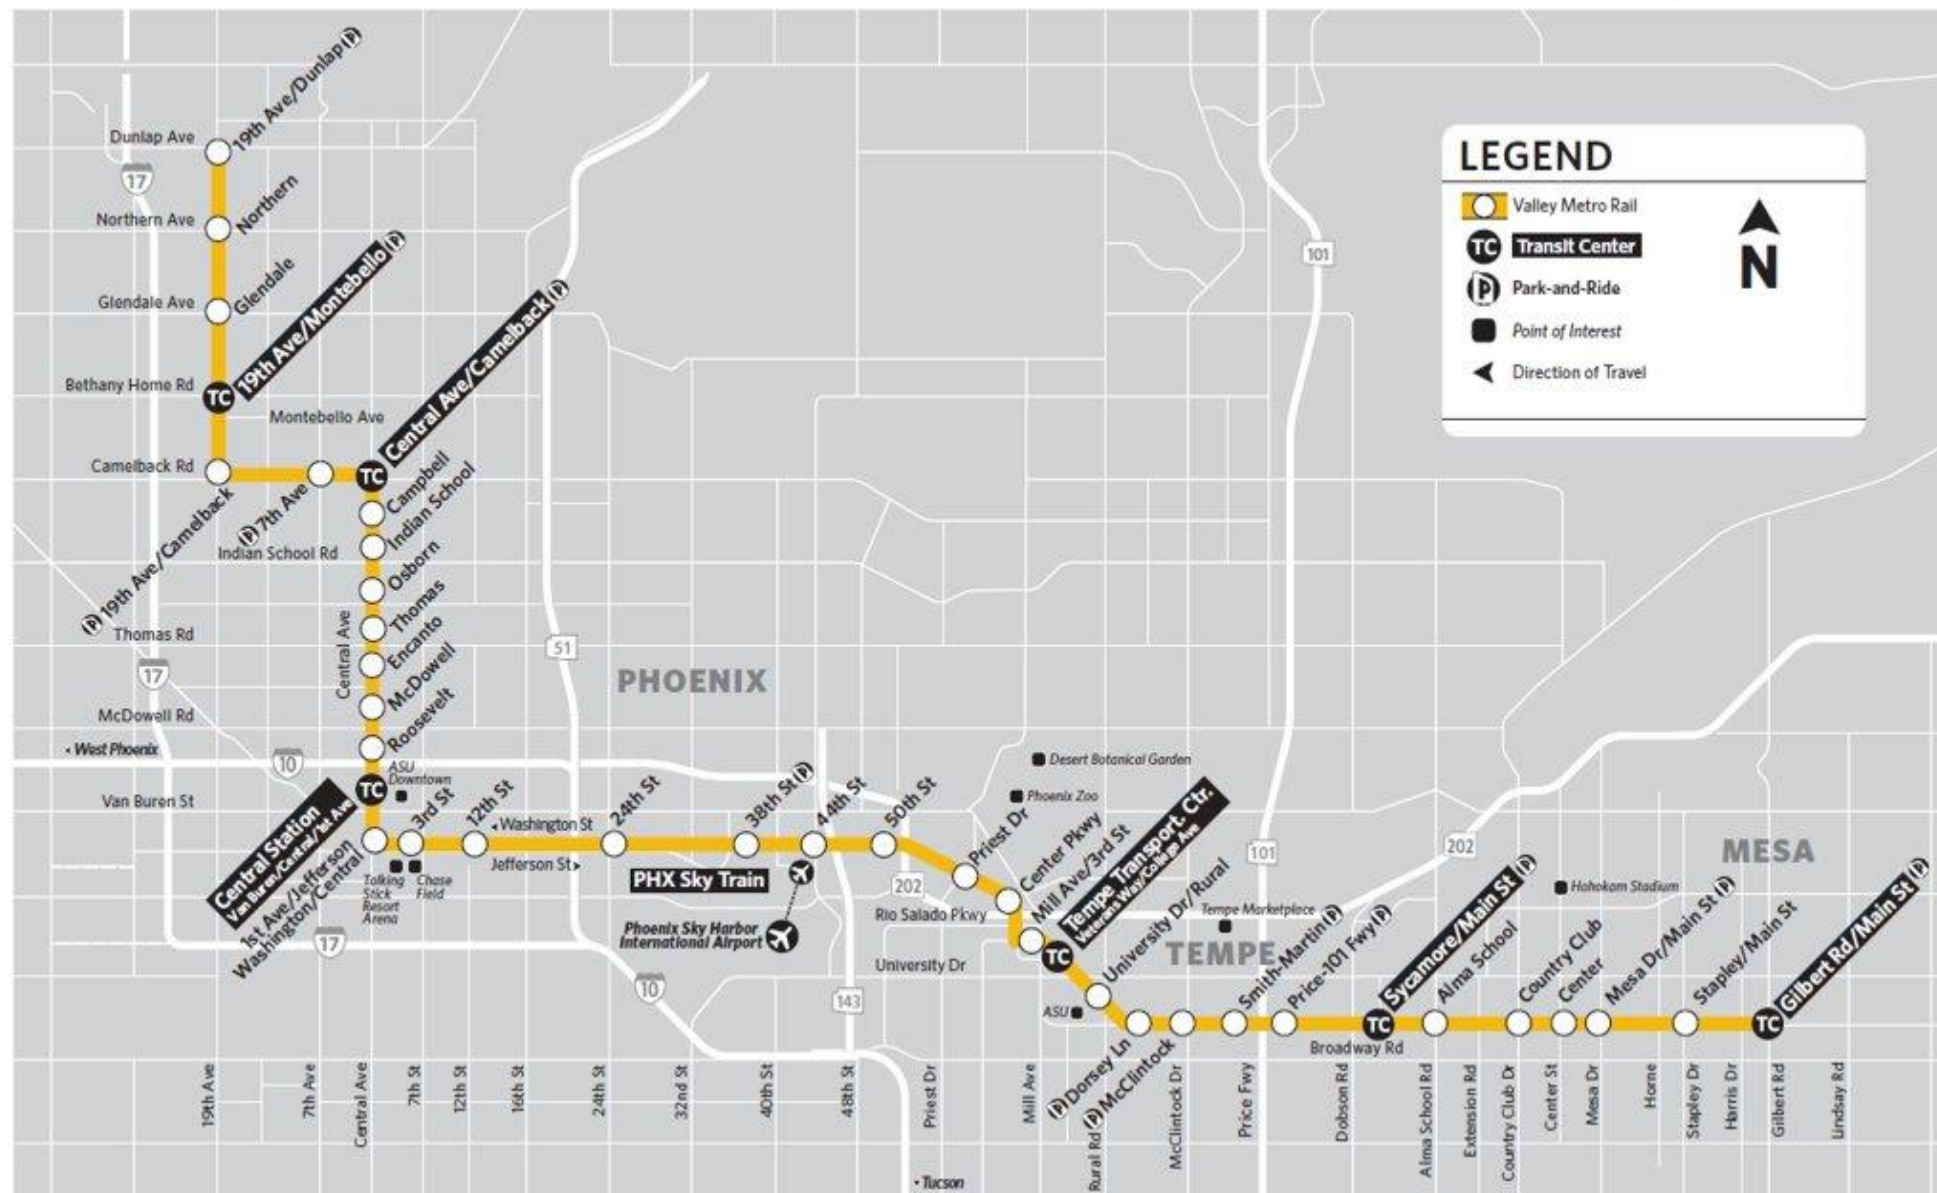 19th Ave/Dunlap P
Dunlap Ave
17
Northern Ave
Northern
Glendale Ave
Glendale
19th Ave/Montebello P
Bethany Home Rd
TC
Montebello Ave
Central Ave/Camelback P
Camelback Rd
TC
19th Ave/Camelback
P
7th Ave
P
Campbell
Indian School
Indian School Rd
Osborn
Thomas
Thomas Rd
Encanto
McDowell
McDowell Rd
Roosevelt
Central Ave
17
51
PHOENIX
West Phoenix
10
Van Buren St
TC
ASU
Downtown
Central Station
Van Buren/Central/1st Ave
1st Ave/Jefferson
Washington/Central
17
3rd St
12th St
Washington St
Jefferson St
Talking
Stick
Resort
Arena
Chase
Field
24th St
38th St P
44th St
50th St
PHX Sky Train
Phoenix Sky Harbor
International Airport
10
143
202
Priest Dr
Center Pkwy
Mill Ave/3rd St
Desert Botanical Garden
Phoenix Zoo
Tempe Transport. Ctr.
Veterans Way/College Ave
TC
Rio Salado Pkwy
University Dr
University Dr/Rural
ASU
P Dorsey Ln
P McClintock
Tempe Marketplace
TEMPE
Smith-Martin P
Price-101 Fwy P
101
101
202
Sycamore/Main St P
TC
Broadway Rd
Alma School
Country Club
Center
Mesa Dr/Main St P
Hohokam Stadium
MESA
Stapley/Main St
Gilbert Rd/Main St P
TC
19th Ave
7th Ave
Central Ave
7th St
12th St
16th St
24th St
32nd St
40th St
48th St
Priest Dr
Mill Ave
Rural Rd
McClintock Dr
Price Fwy
Dobson Rd
Alma School Rd
Extension Rd
Country Club Dr
Center St
Mesa Dr
Horne
Stapley Dr
Harris Dr
Gilbert Rd
Lindsay Rd
Tucson
LEGEND
Valley Metro Rail
TC Transit Center
P Park-and-Ride
Point of Interest
Direction of Travel
N